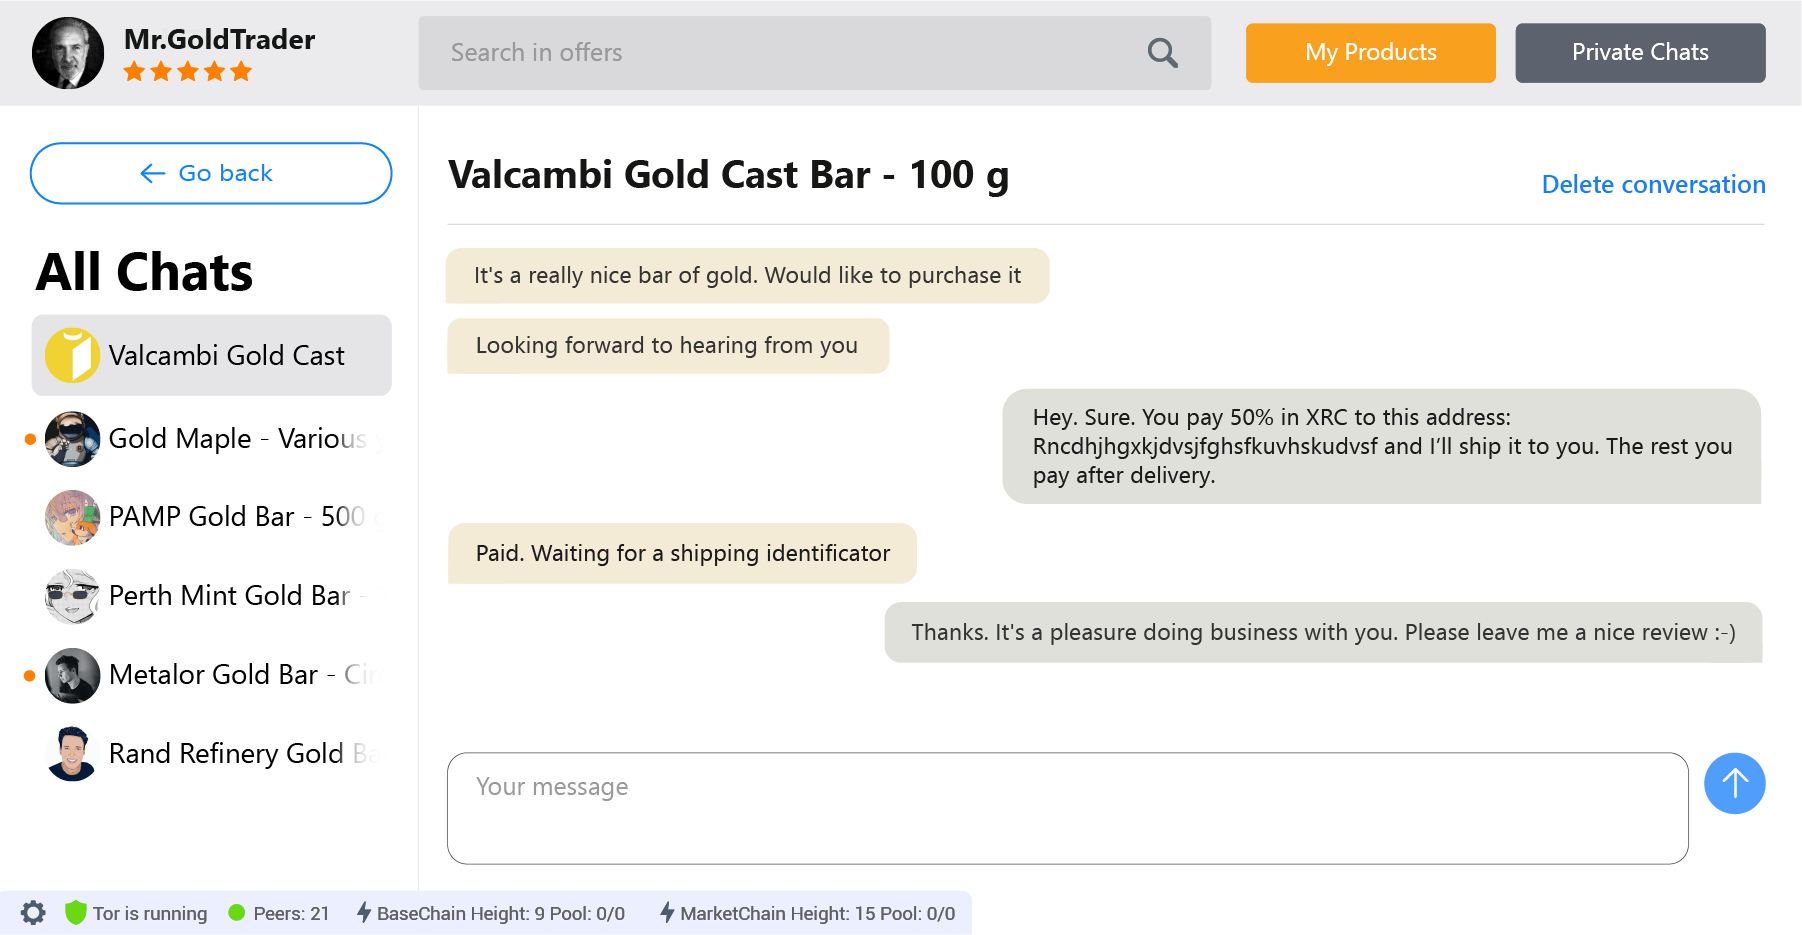 Mr.GoldTrader
Search in offers
My Products
Private Chats
Go back
All Chats
Valcambi Gold Cast
Gold Maple - Various
PAMP Gold Bar - 500 g
Perth Mint Gold Bar -
Metalor Gold Bar - Cir
Rand Refinery Gold Ba
Valcambi Gold Cast Bar - 100 g
Delete conversation
It's a really nice bar of gold. Would like to purchase it
Looking forward to hearing from you
Hey. Sure. You pay 50% in XRC to this address:
Rncdhjhgxkjdvsjfghsfkuvhskudvsf and I’ll ship it to you. The rest you
pay after delivery.
Paid. Waiting for a shipping identificator
Thanks. It's a pleasure doing business with you. Please leave me a nice review :-)
Your message
Tor is running
Peers: 21
BaseChain Height: 9 Pool: 0/0
MarketChain Height: 15 Pool: 0/0